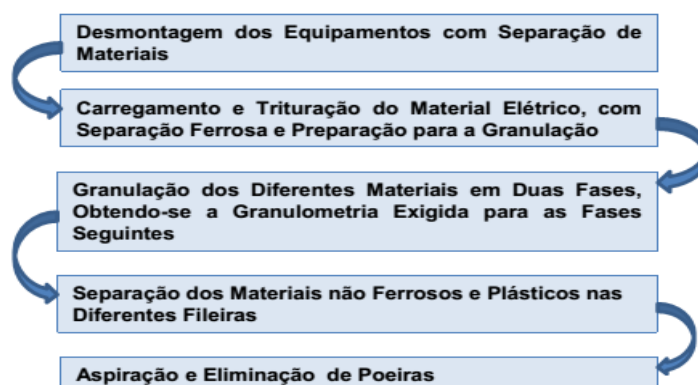 Desmontagem dos Equipamentos com Separação de
Materiais
Carregamento e Trituração do Material Elétrico, com
Separação Ferrosa e Preparação para a Granulação
Granulação dos Diferentes Materiais em Duas Fases,
Obtendo-se a Granulometria Exigida para as Fases
Seguintes
Separação dos Materiais não Ferrosos e Plásticos nas
Diferentes Fileiras
Aspiração e Eliminação de Poeiras